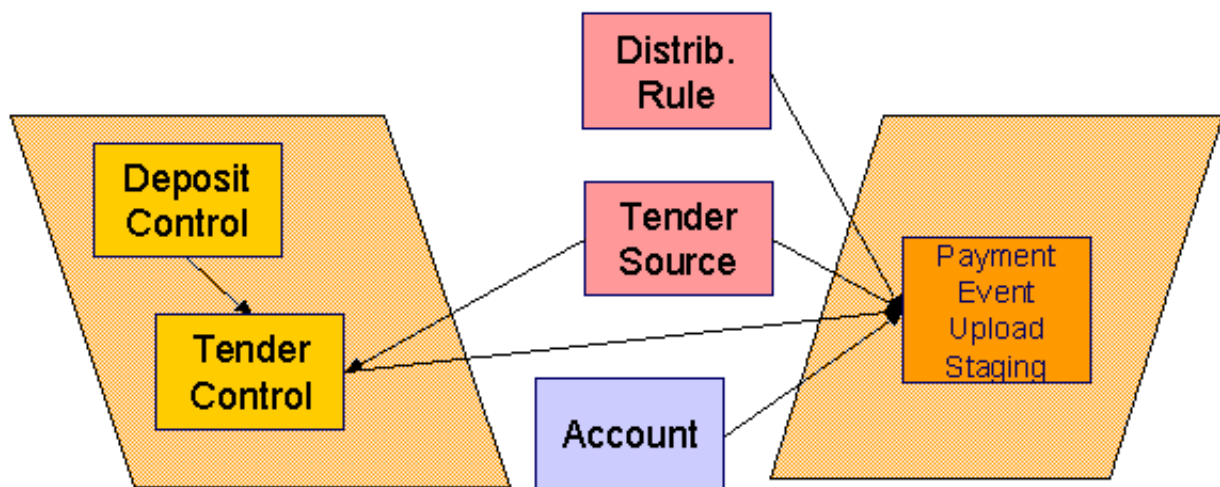 Distrib.
Rule
Deposit
Control
Tender
Source
Payment
Event
Upload
Staging
Tender
Control
Account